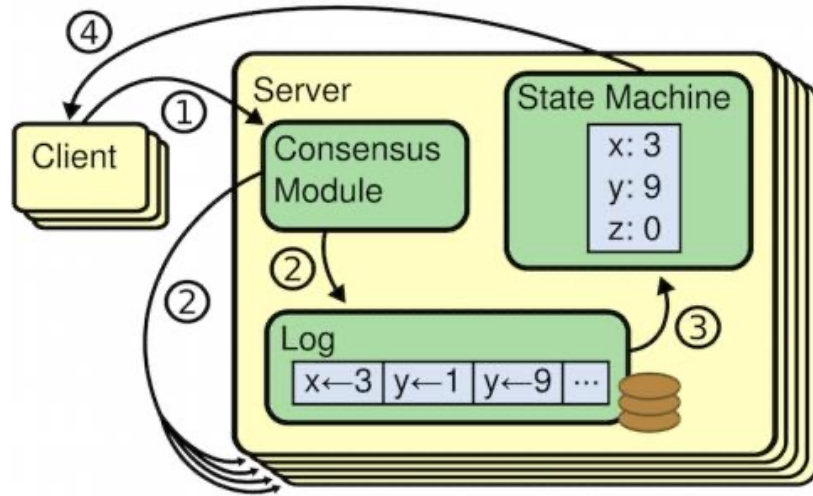 ④
①
Server
State Machine
Client
Consensus
Module
x: 3
y: 9
z: 0
②
②
③
Log
x←3 y←1 y←9 ...